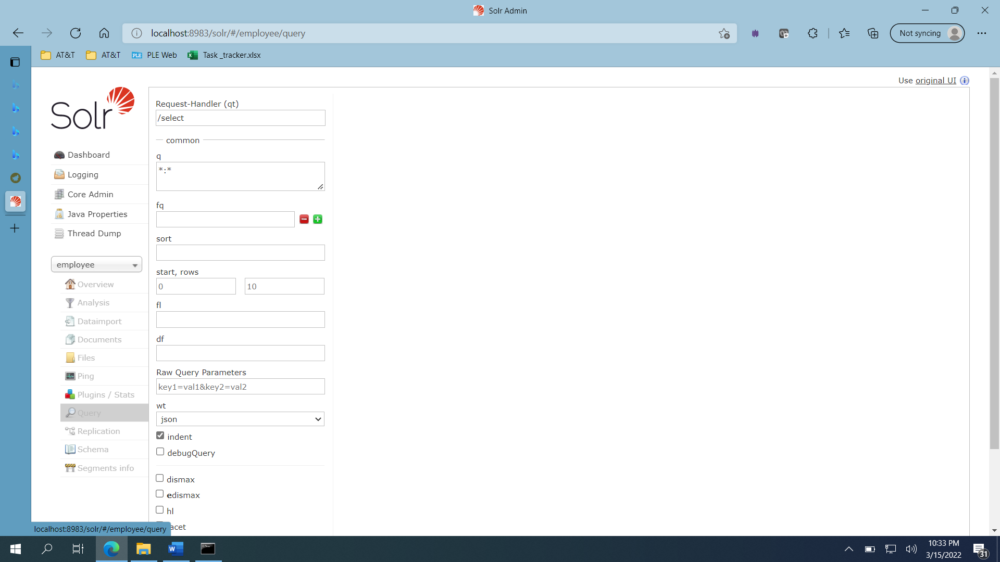 Solr Admin
localhost:8983/solr/#/employee/query
Not syncing
AT&T
AT&T
PLE
PLE Web
Task _tracker.xlsx
Use original UI
Solr
Dashboard
Logging
Core Admin
Java Properties
Thread Dump
employee
Overview
Analysis
Dataimport
Documents
Files
Ping
Plugins / Stats
Query
Replication
Schema
Segments info
Request-Handler (qt)
/select
common
q
*:*
fq
sort
start, rows
0
10
fl
df
Raw Query Parameters
key1=val1&key2=val2
wt
json
indent
debugQuery
dismax
edismax
hl
acet
localhost:8983/solr/#/employee/query
10:33 PM
3/15/2022
31